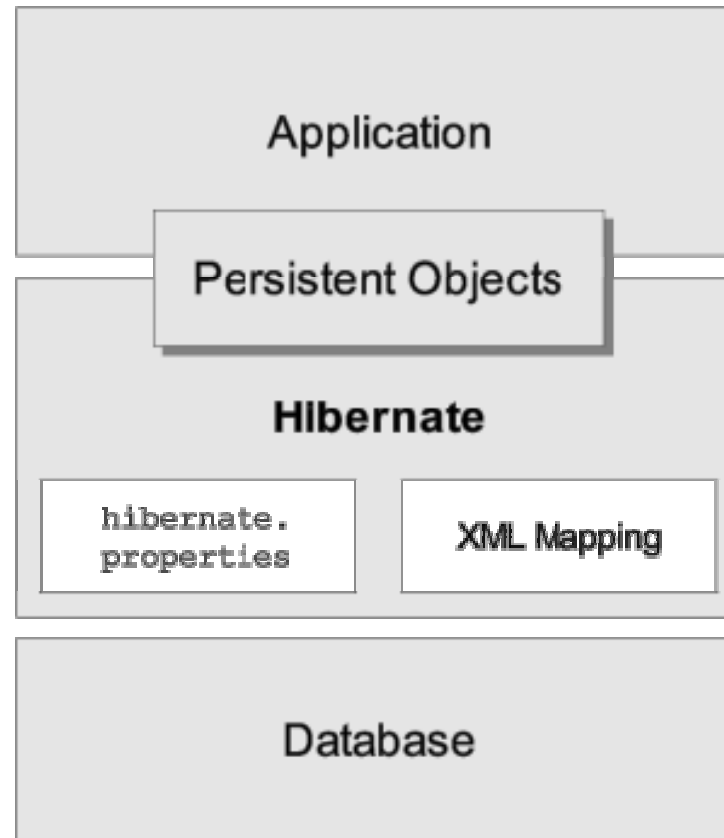 Application
Persistent Objects
Hibernate
hibernate.
properties
XML Mapping
Database